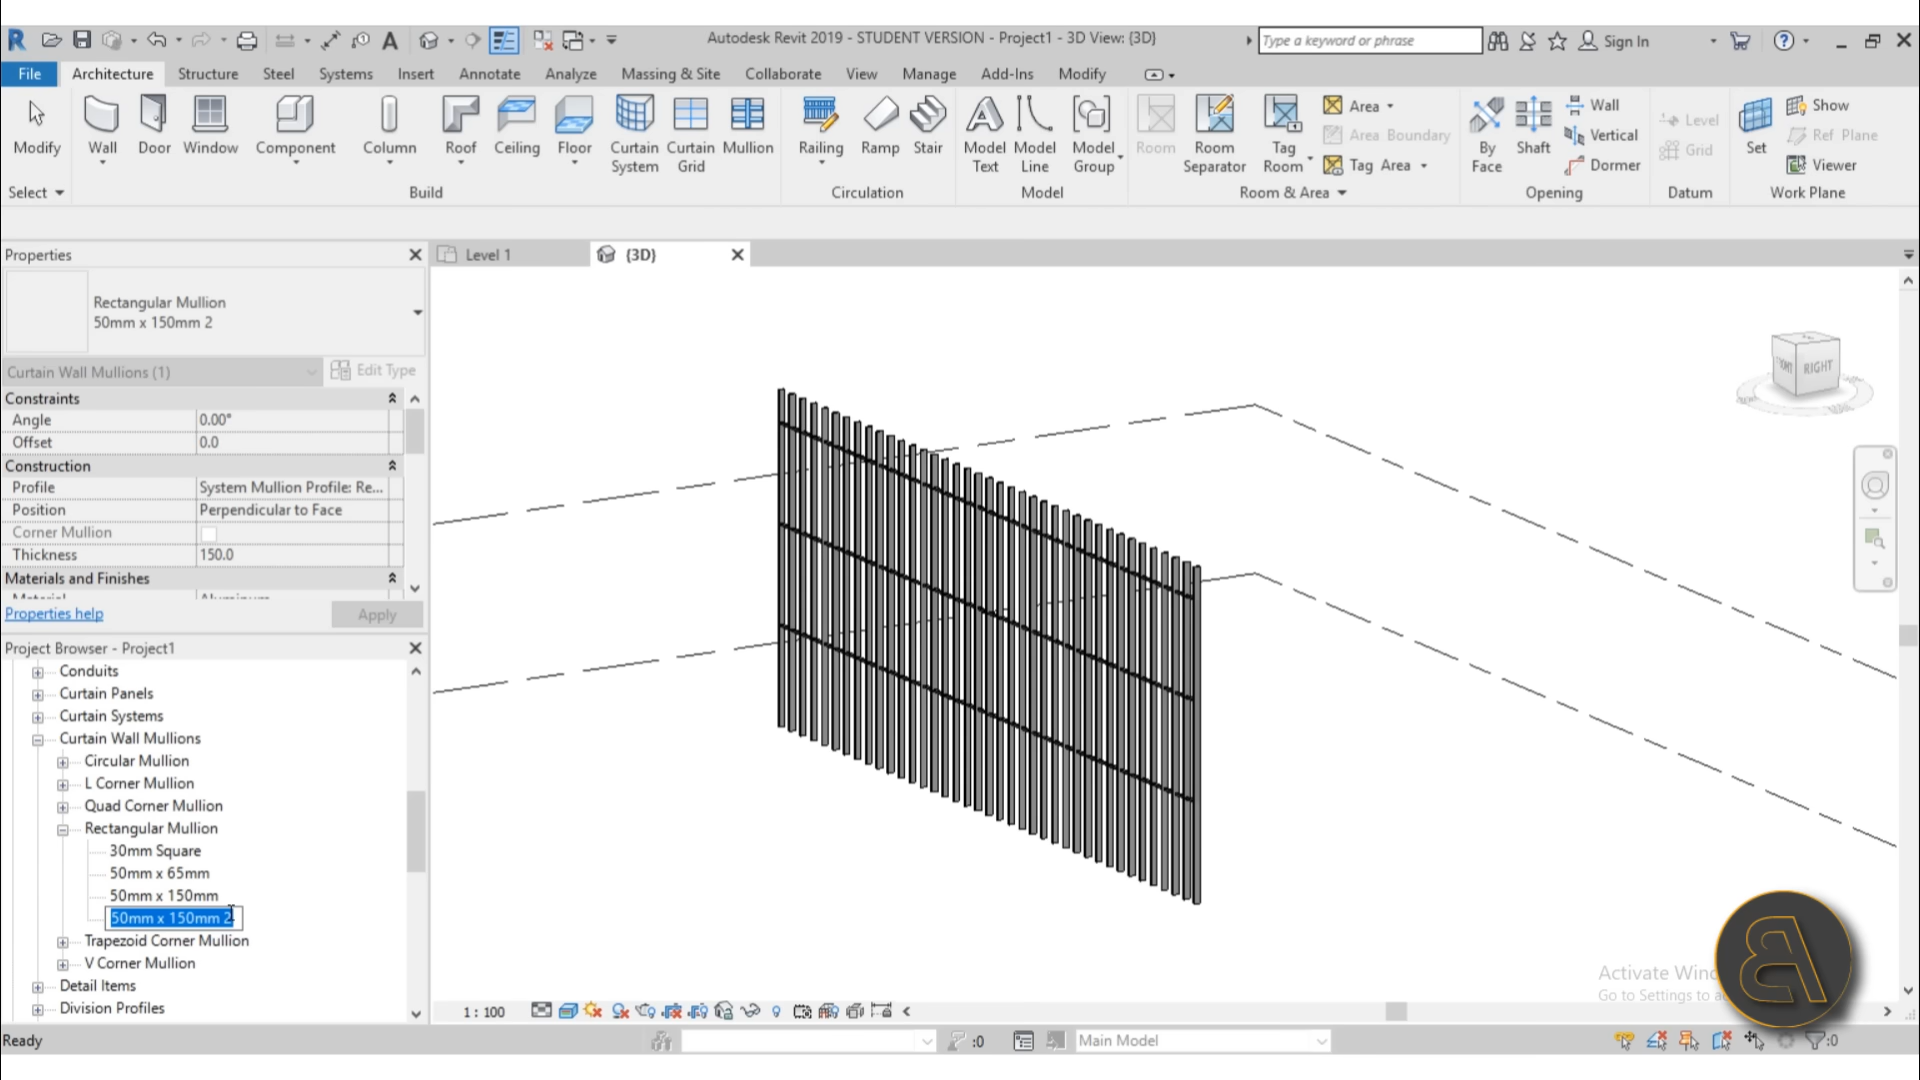 Autodesk Revit 2019 - STUDENT VERSION - Project1 - 3D View: {3D}
Type a keyword or phrase
Sign In
File Architecture Structure Steel Systems Insert Annotate Analyze Massing & Site Collaborate View Manage Add-Ins Modify
Modify Wall Door Window Component Column Roof Ceiling Floor Curtain System Curtain Grid Mullion Railing Ramp Stair Model Text Model Line Model Group Room Room Separator Tag Room
Area
Area Boundary
Tag Area
By Face Shaft
Wall
Vertical
Dormer
Level
Grid
Set
Show
Ref Plane
Viewer
Select Build Circulation Model Room & Area Opening Datum Work Plane
Properties
Level 1 {3D}
Rectangular Mullion
50mm x 150mm 2
Curtain Wall Mullions (1) Edit Type
Constraints
Angle 0.00°
Offset 0.0
Construction
Profile System Mullion Profile: Re...
Position Perpendicular to Face
Corner Mullion
Thickness 150.0
Materials and Finishes
Material Aluminum
Properties help Apply
Project Browser - Project1
Conduits
Curtain Panels
Curtain Systems
Curtain Wall Mullions
Circular Mullion
L Corner Mullion
Quad Corner Mullion
Rectangular Mullion
30mm Square
50mm x 65mm
50mm x 150mm
50mm x 150mm 2
Trapezoid Corner Mullion
V Corner Mullion
Detail Items
Division Profiles
FRONT RIGHT
Activate Wind
Go to Settings to a
1 : 100
Ready
:0
Main Model
:0